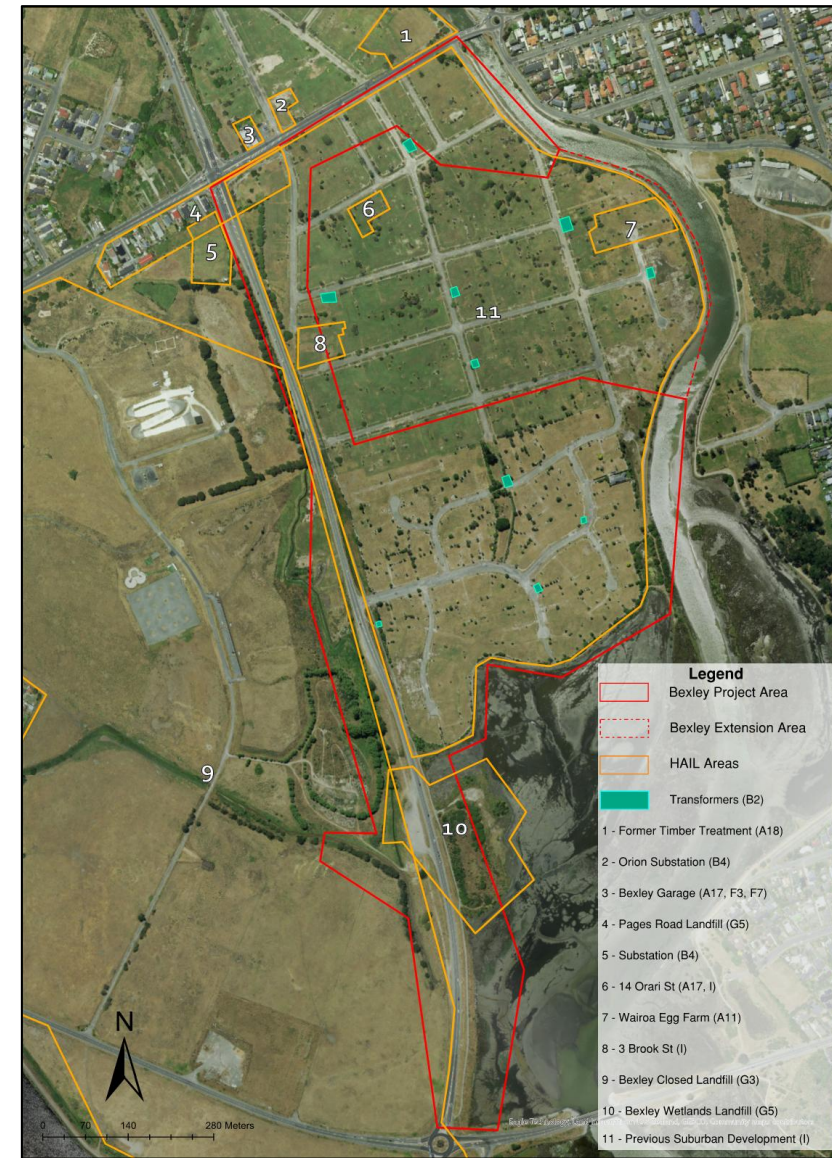 1
2
3
4
5
6
7
8
11
9
10
N
0 70 140 280 Meters
Legend
Bexley Project Area
Bexley Extension Area
HAIL Areas
Transformers (B2)
1 - Former Timber Treatment (A18)
2 - Orion Substation (B4)
3 - Bexley Garage (A17, F3, F7)
4 - Pages Road Landfill (G5)
5 - Substation (B4)
6 - 14 Orari St (A17, I)
7 - Wairoa Egg Farm (A11)
8 - 3 Brook St (I)
9 - Bexley Closed Landfill (G3)
10 - Bexley Wetlands Landfill (G5)
11 - Previous Suburban Development (I)